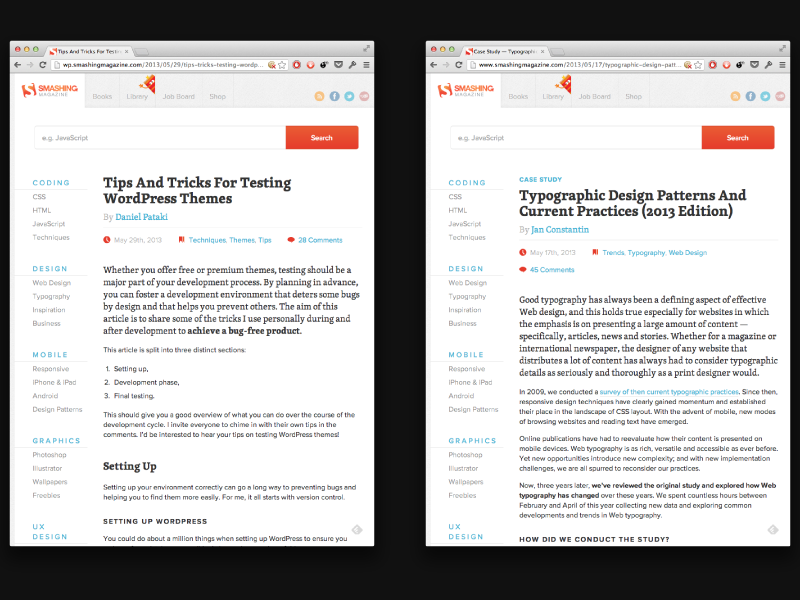 Tips And Tricks For Testin
wp.smashingmagazine.com/2013/05/29/tips-tricks-testing-wordp...
SMASHING
MAGAZINE
Books
Library
Job Board
Shop
e.g. JavaScript
Search
CODING
CSS
HTML
JavaScript
Techniques
DESIGN
Web Design
Typography
Inspiration
Business
MOBILE
Responsive
iPhone & iPad
Android
Design Patterns
GRAPHICS
Photoshop
Illustrator
Wallpapers
Freebies
UX
DESIGN
Tips And Tricks For Testing
WordPress Themes
By Daniel Pataki
May 29th, 2013
Techniques, Themes, Tips
28 Comments
Whether you offer free or premium themes, testing should be a
major part of your development process. By planning in advance,
you can foster a development environment that deters some bugs
by design and that helps you prevent others. The aim of this
article is to share some of the tricks I use personally during and
after development to achieve a bug-free product.
This article is split into three distinct sections:
1. Setting up,
2. Development phase,
3. Final testing.
This should give you a good overview of what you can do over the course of the
development cycle. I invite everyone to chime in with their own tips in the
comments. I'd be interested to hear your tips on testing WordPress themes!
Setting Up
Setting up your environment correctly can go a long way to preventing bugs and
helping you to find them more easily. For me, it all starts with version control.
SETTING UP WORDPRESS
You could do about a million things when setting up WordPress to ensure you
Case Study — Typograph
www.smashingmagazine.com/2013/05/17/typographic-design-patt...
SMASHING
MAGAZINE
Books
Library
Job Board
Shop
e.g. JavaScript
Search
CODING
CSS
HTML
JavaScript
Techniques
DESIGN
Web Design
Typography
Inspiration
Business
MOBILE
Responsive
iPhone & iPad
Android
Design Patterns
GRAPHICS
Photoshop
Illustrator
Wallpapers
Freebies
UX
DESIGN
CASE STUDY
Typographic Design Patterns And
Current Practices (2013 Edition)
By Jan Constantin
May 17th, 2013
Trends, Typography, Web Design
45 Comments
Good typography has always been a defining aspect of effective
Web design, and this holds true especially for websites in which
the emphasis is on presenting a large amount of content —
specifically, articles, news and stories. Whether for a magazine or
international newspaper, the designer of any website that
distributes a lot of content has always had to consider typographic
details as seriously and thoroughly as a print designer would.
In 2009, we conducted a survey of then current typographic practices. Since then,
responsive design techniques have clearly gained momentum and established
their place in the landscape of CSS layout. With the advent of mobile, new modes
of browsing websites and reading text have emerged.
Online publications have had to reevaluate how their content is presented on
mobile devices. Web typography is as rich, versatile and accessible as ever before.
Yet new opportunities introduce new complexity; and with new implementation
challenges, we are all spurred to reconsider our practices.
Now, three years later, we've reviewed the original study and explored how Web
typography has changed over these years. We spent countless hours between
February and April of this year collecting new data and exploring common
developments and trends in Web typography.
HOW DID WE CONDUCT THE STUDY?